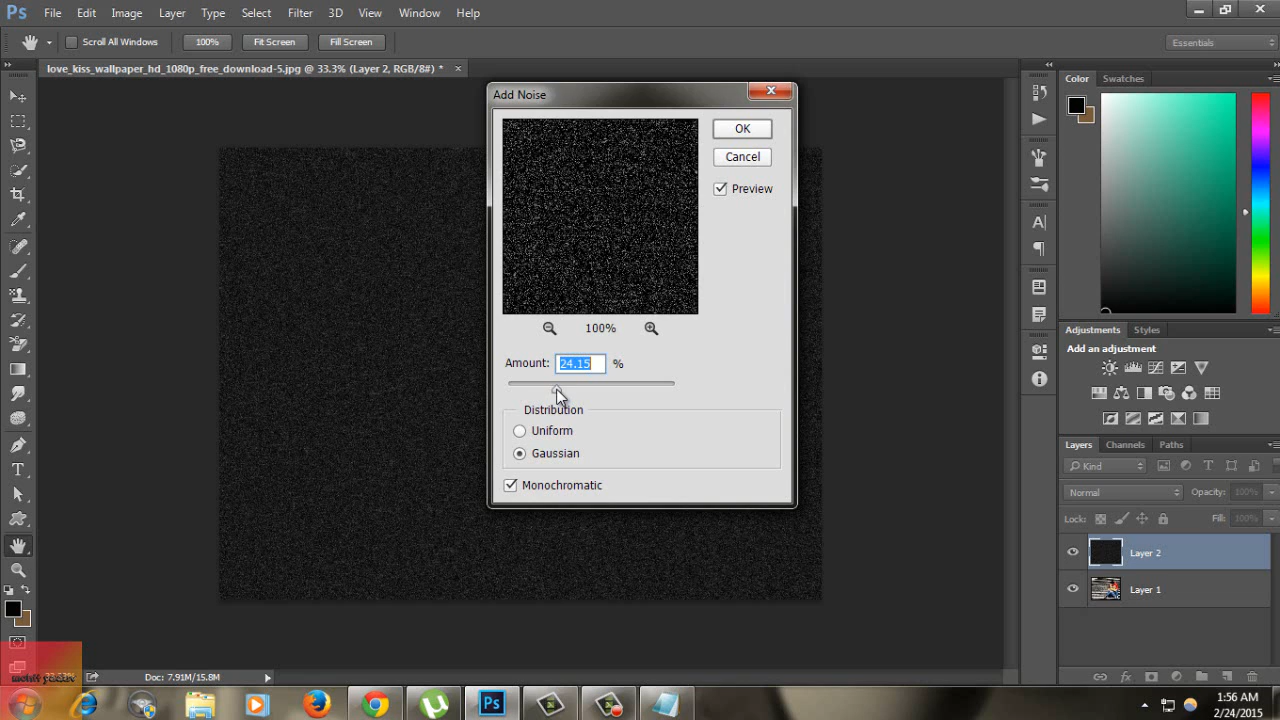 Ps File Edit Image Layer Type Select Filter 3D View Window Help
Scroll All Windows 100% Fit Screen Fill Screen Essentials
love_kiss_wallpaper_hd_1080p_free_download-5.jpg @ 33.3% (Layer 2, RGB/8#) *
Add Noise
OK
Cancel
Preview
100%
Amount: 24.15 %
Distribution
Uniform
Gaussian
Monochromatic
Color Swatches
Adjustments Styles
Add an adjustment
Layers Channels Paths
Kind
Normal Opacity: 100%
Lock: Fill: 100%
Layer 2
Layer 1
Doc: 7.91M/15.8M
Ps
1:56 AM
2/24/2015